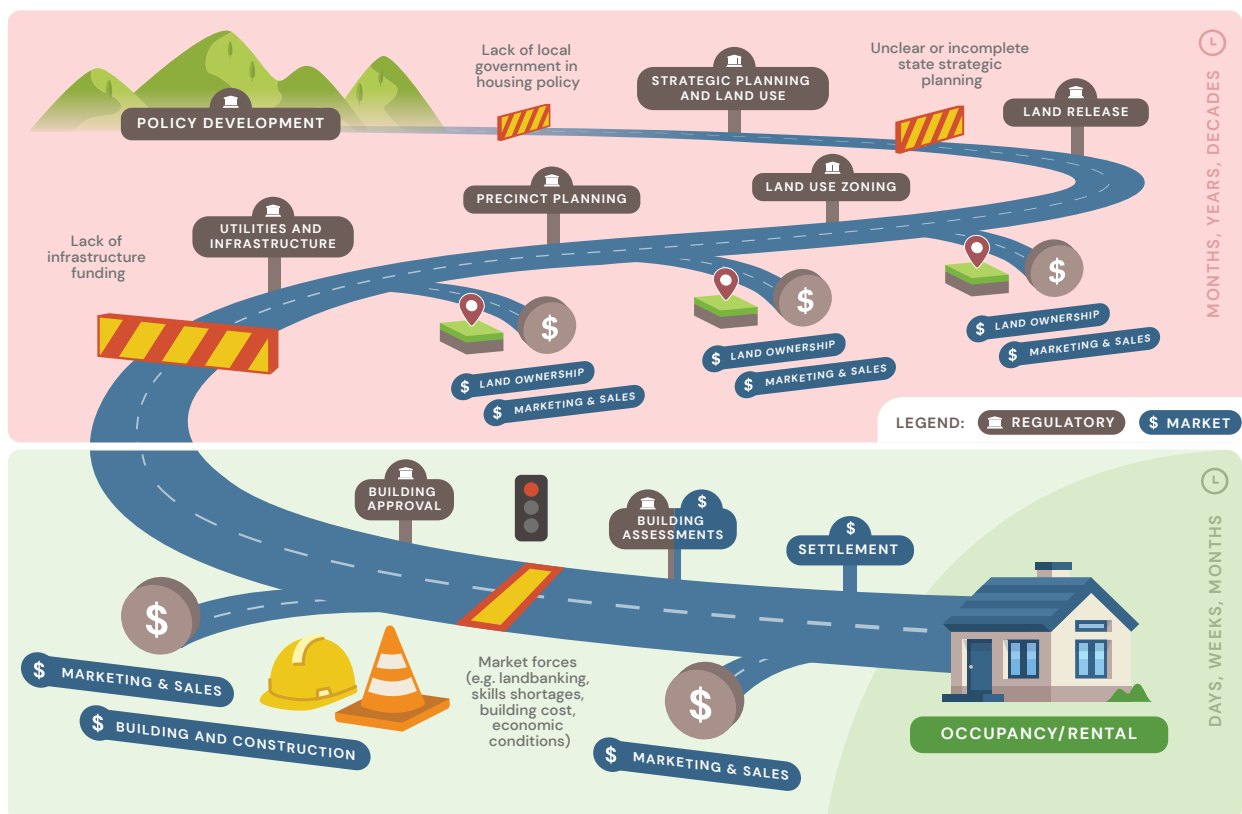 Lack of local
government in
housing policy
Unclear or incomplete
state strategic
planning
STRATEGIC PLANNING
AND LAND USE
LAND RELEASE
POLICY DEVELOPMENT
MONTHS, YEARS, DECADES
PRECINCT PLANNING
LAND USE ZONING
UTILITIES AND
INFRASTRUCTURE
Lack of
infrastructure
funding
$
$
$
$ LAND OWNERSHIP
$ MARKETING & SALES
$ LAND OWNERSHIP
$ MARKETING & SALES
$ LAND OWNERSHIP
$ MARKETING & SALES
LEGEND:
REGULATORY
$ MARKET
BUILDING
APPROVAL
$
BUILDING
ASSESSMENTS
$
SETTLEMENT
DAYS, WEEKS, MONTHS
$
$ MARKETING & SALES
$ BUILDING AND CONSTRUCTION
Market forces
(e.g. landbanking,
skills shortages,
building cost,
economic
conditions)
$
$ MARKETING & SALES
OCCUPANCY/RENTAL